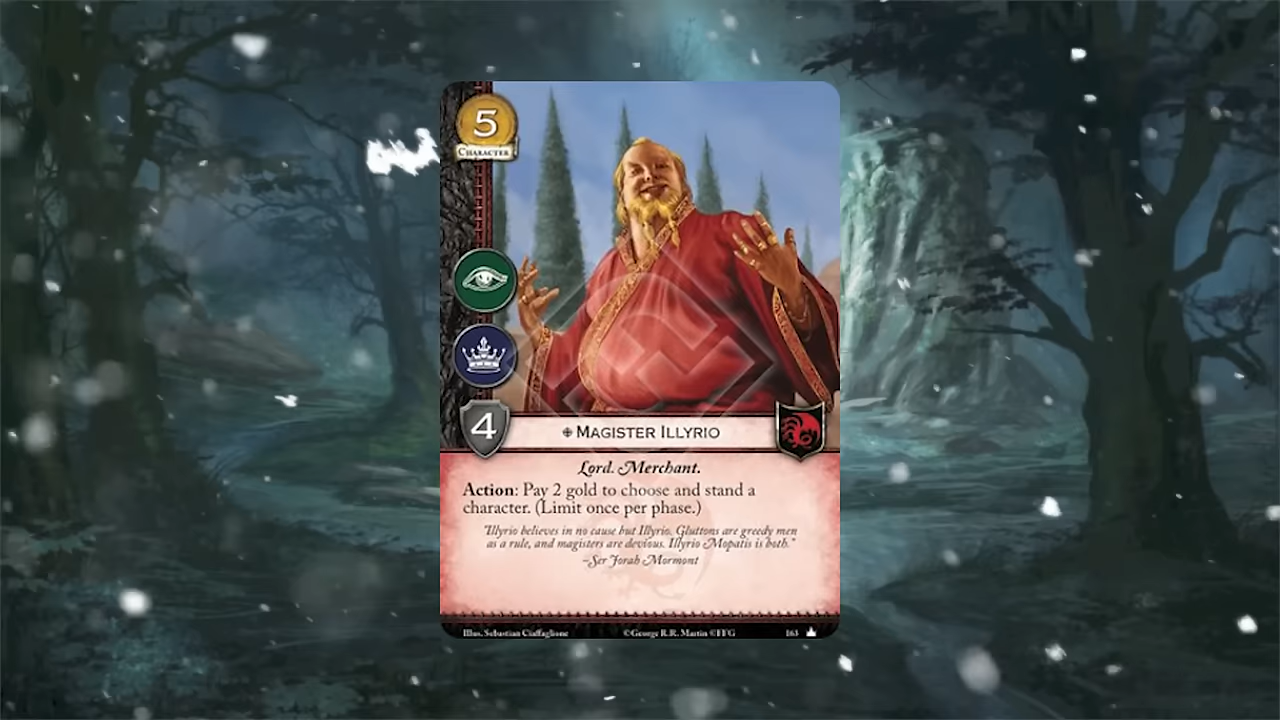 5
Character
4
Magister Illyrio
Lord. Merchant.
Action: Pay 2 gold to choose and stand a
character. (Limit once per phase.)
"Illyrio believes in no cause but Illyrio. Gluttons are greedy men
as a rule, and magisters are devious. Illyrio Mopatis is both."
–Ser Jorah Mormont
Illus. Sebastian Ciaffaglione ©George R.R. Martin ©FFG 163